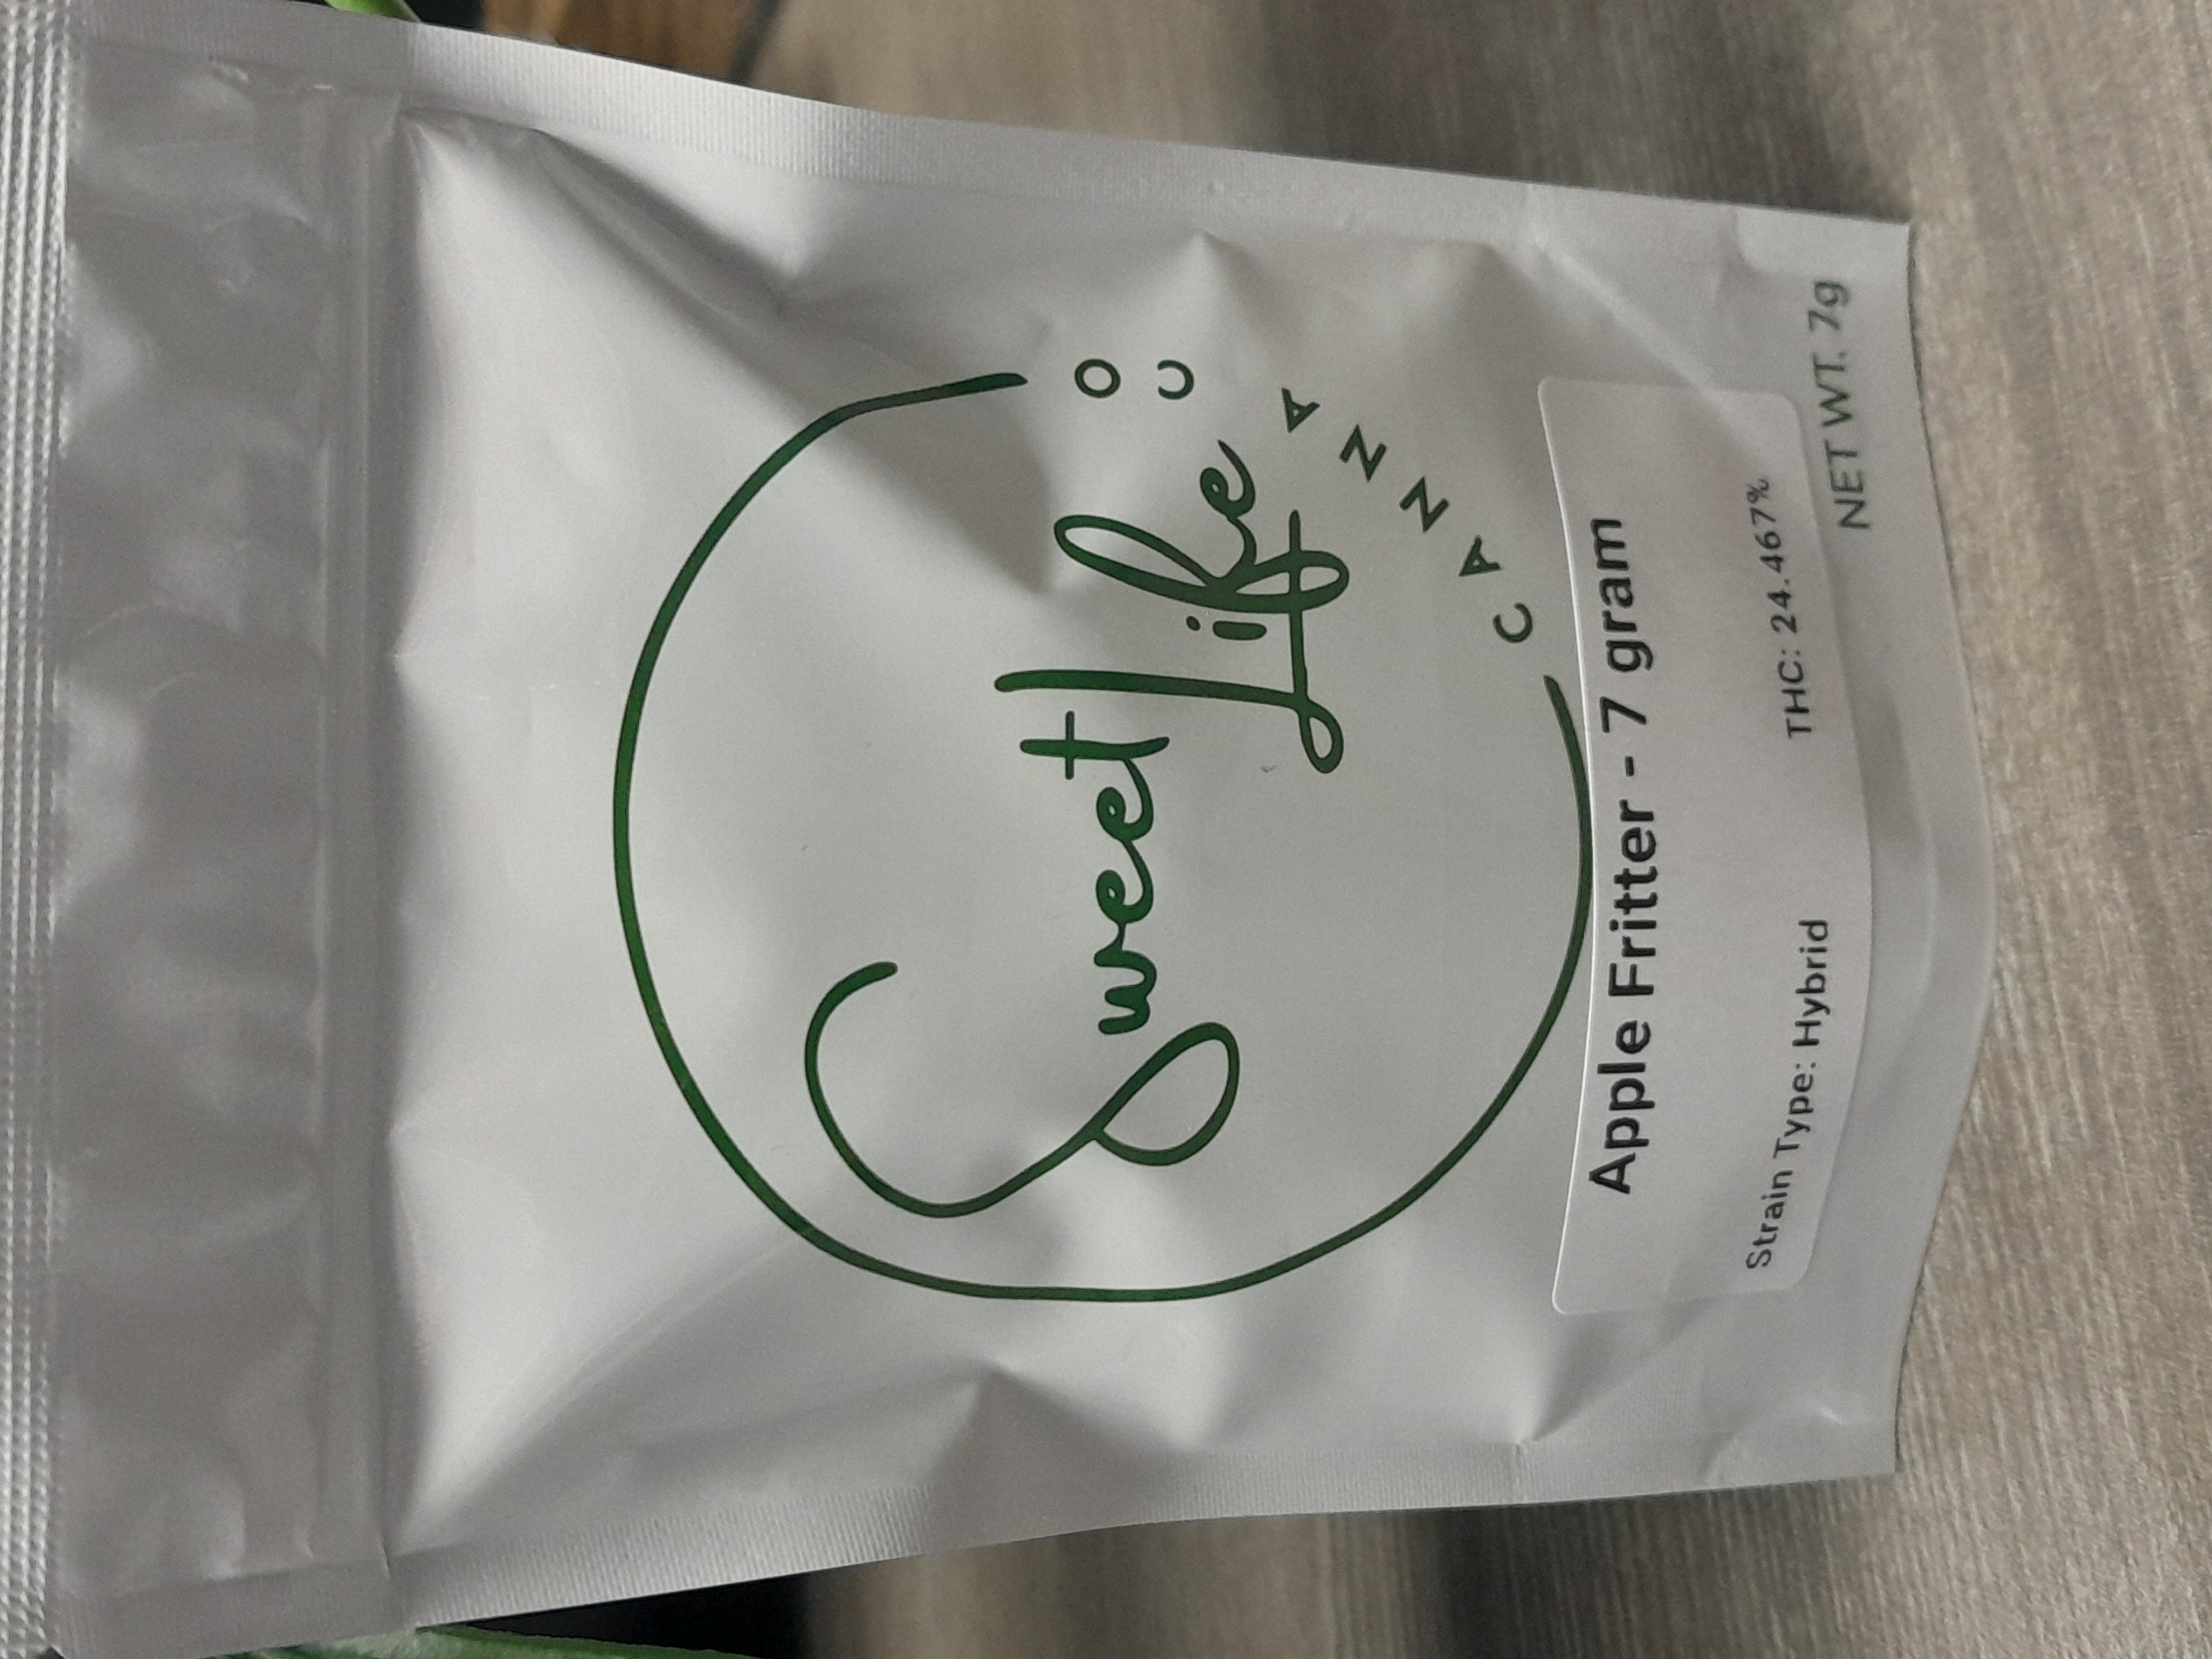 Sweet Life
CANNA CO
Apple Fritter - 7 gram
Strain Type: Hybrid THC: 24.467%
NET WT. 7g